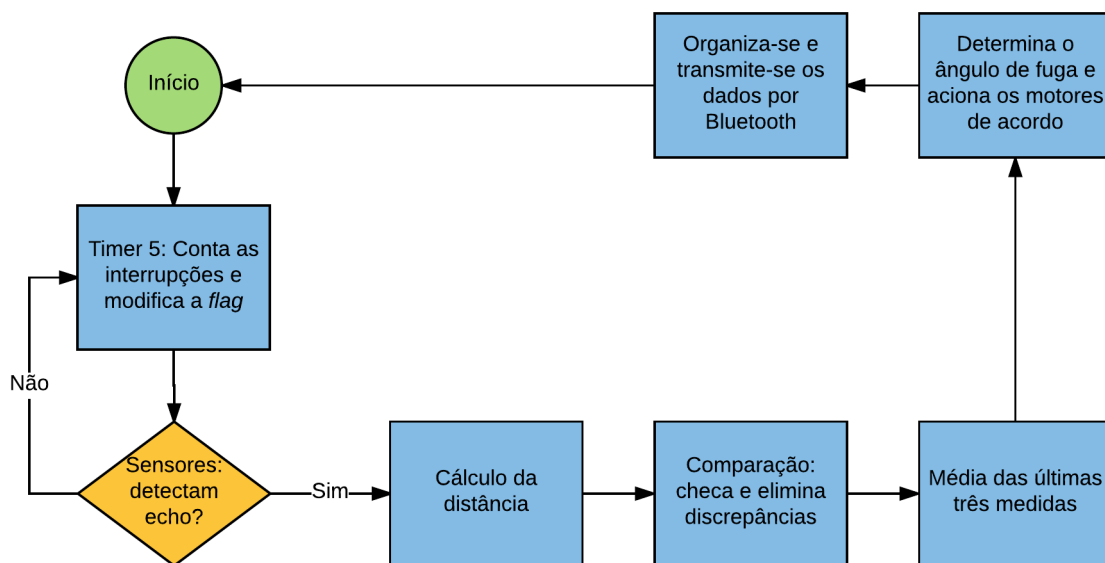 Início
Organiza-se e
transmite-se os
dados por
Bluetooth
Determina o
ângulo de fuga e
aciona os motores
de acordo
Timer 5: Conta as
interrupções e
modifica a flag
Não
Sensores:
detectam
echo?
Sim
Cálculo da
distância
Comparação:
checa e elimina
discrepâncias
Média das últimas
três medidas